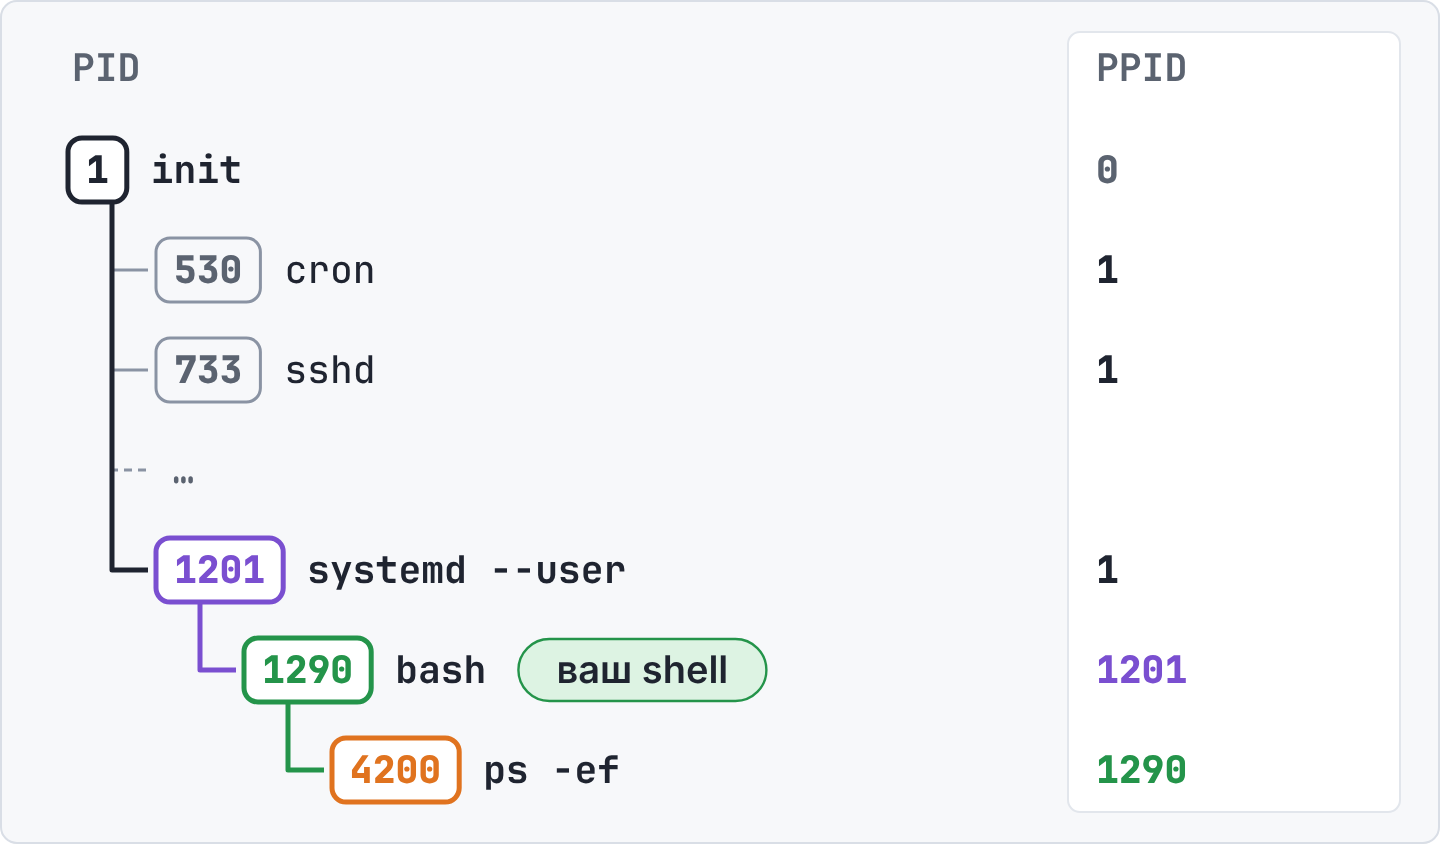 PID PPID
1 init 0
530 cron 1
733 sshd 1
…
1201 systemd --user 1
1290 bash ваш shell 1201
4200 ps -ef 1290